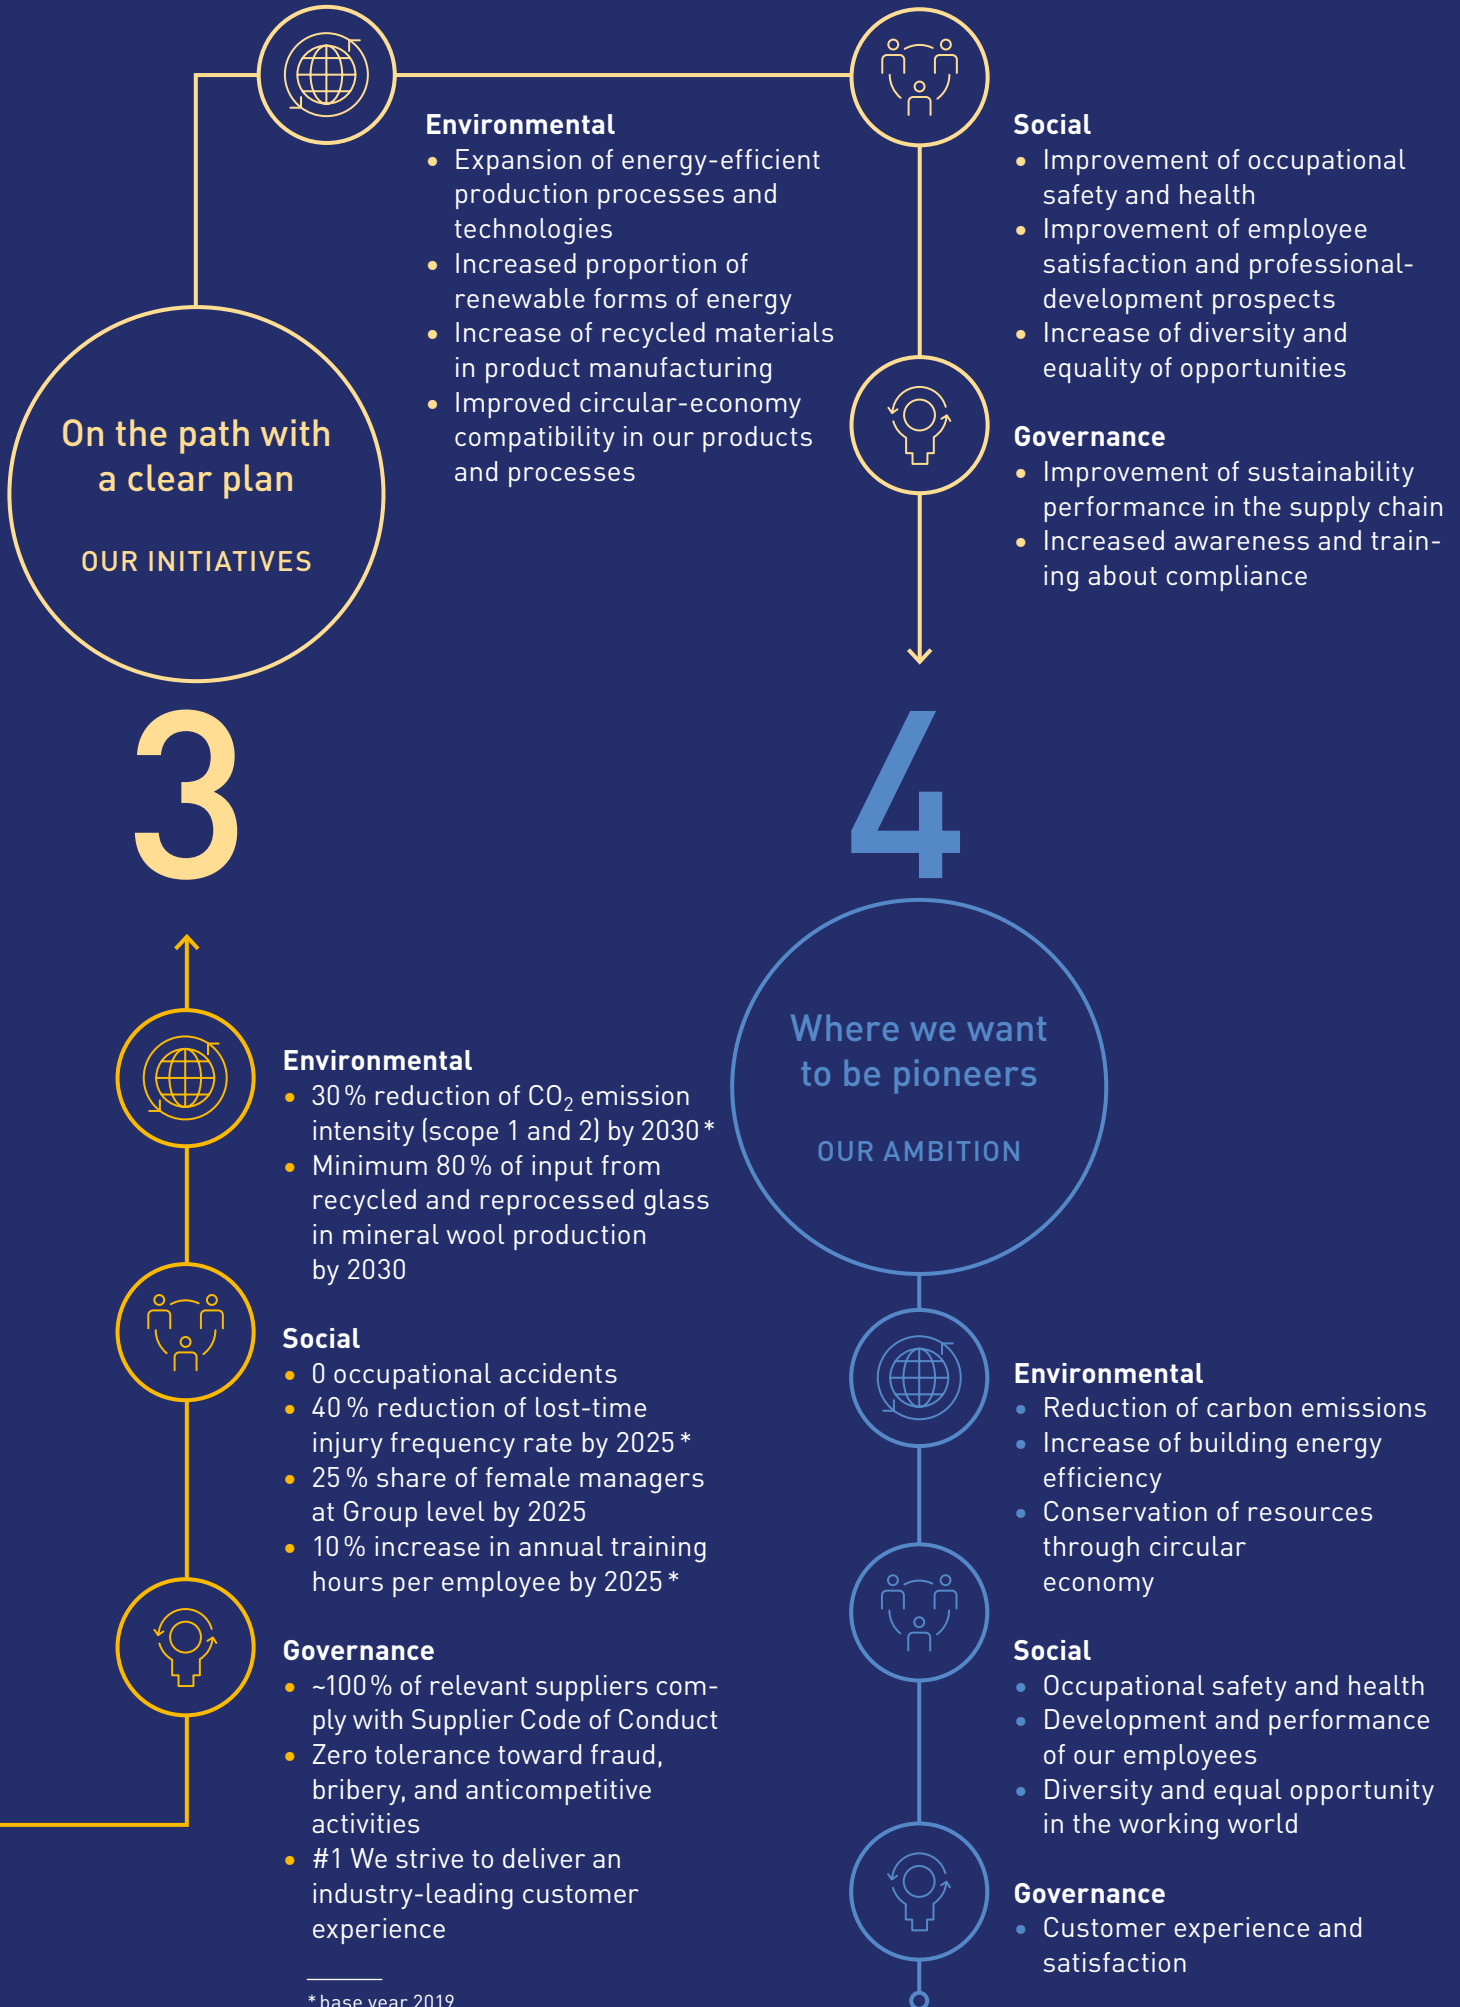 Environmental
• Expansion of energy-efficient
production processes and
technologies
• Increased proportion of
renewable forms of energy
• Increase of recycled materials
in product manufacturing
• Improved circular-economy
compatibility in our products
and processes
Social
• Improvement of occupational
safety and health
• Improvement of employee
satisfaction and professional-
development prospects
• Increase of diversity and
equality of opportunities
Governance
• Improvement of sustainability
performance in the supply chain
• Increased awareness and train-
ing about compliance
On the path with
a clear plan
OUR INITIATIVES
3
Environmental
• 30 % reduction of CO₂ emission
intensity (scope 1 and 2) by 2030 *
• Minimum 80 % of input from
recycled and reprocessed glass
in mineral wool production
by 2030
Social
• 0 occupational accidents
• 40 % reduction of lost-time
injury frequency rate by 2025 *
• 25 % share of female managers
at Group level by 2025
• 10 % increase in annual training
hours per employee by 2025 *
Governance
• ~100 % of relevant suppliers com-
ply with Supplier Code of Conduct
• Zero tolerance toward fraud,
bribery, and anticompetitive
activities
• #1 We strive to deliver an
industry-leading customer
experience
* base year 2019
4
Where we want
to be pioneers
OUR AMBITION
Environmental
• Reduction of carbon emissions
• Increase of building energy
efficiency
• Conservation of resources
through circular
economy
Social
• Occupational safety and health
• Development and performance
of our employees
• Diversity and equal opportunity
in the working world
Governance
• Customer experience and
satisfaction